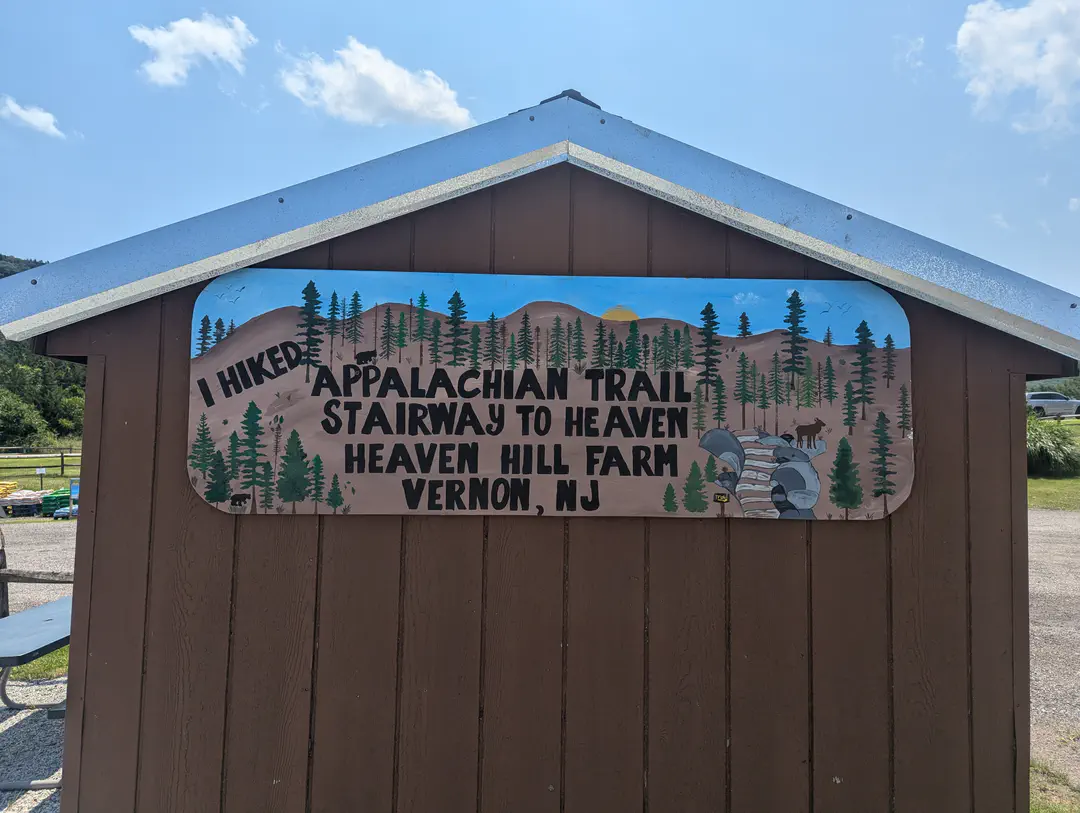 I HIKED
APPALACHIAN TRAIL
STAIRWAY TO HEAVEN
HEAVEN HILL FARM
VERNON, NJ